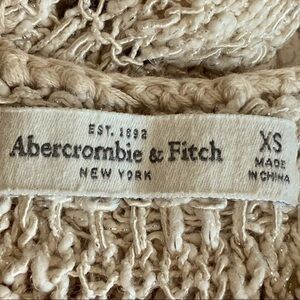 EST. 1892
Abercrombie & Fitch
NEW YORK
XS
MADE
IN CHINA